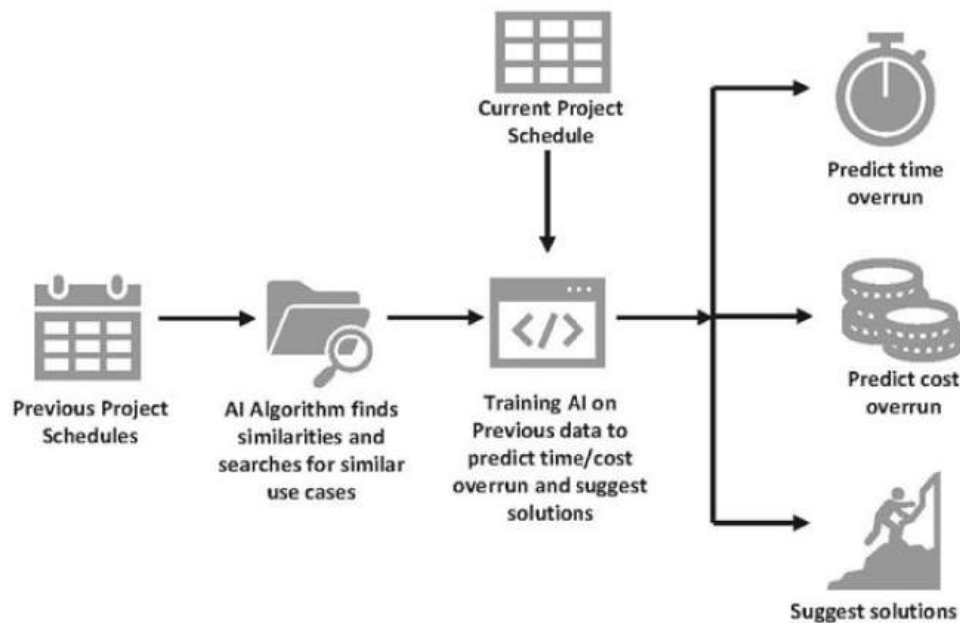 Current Project
Schedule
Predict time
overrun
Previous Project
Schedules
AI Algorithm finds
similarities and
searches for similar
use cases
</>
Training AI on
Previous data to
predict time/cost
overrun and suggest
solutions
Predict cost
overrun
Suggest solutions